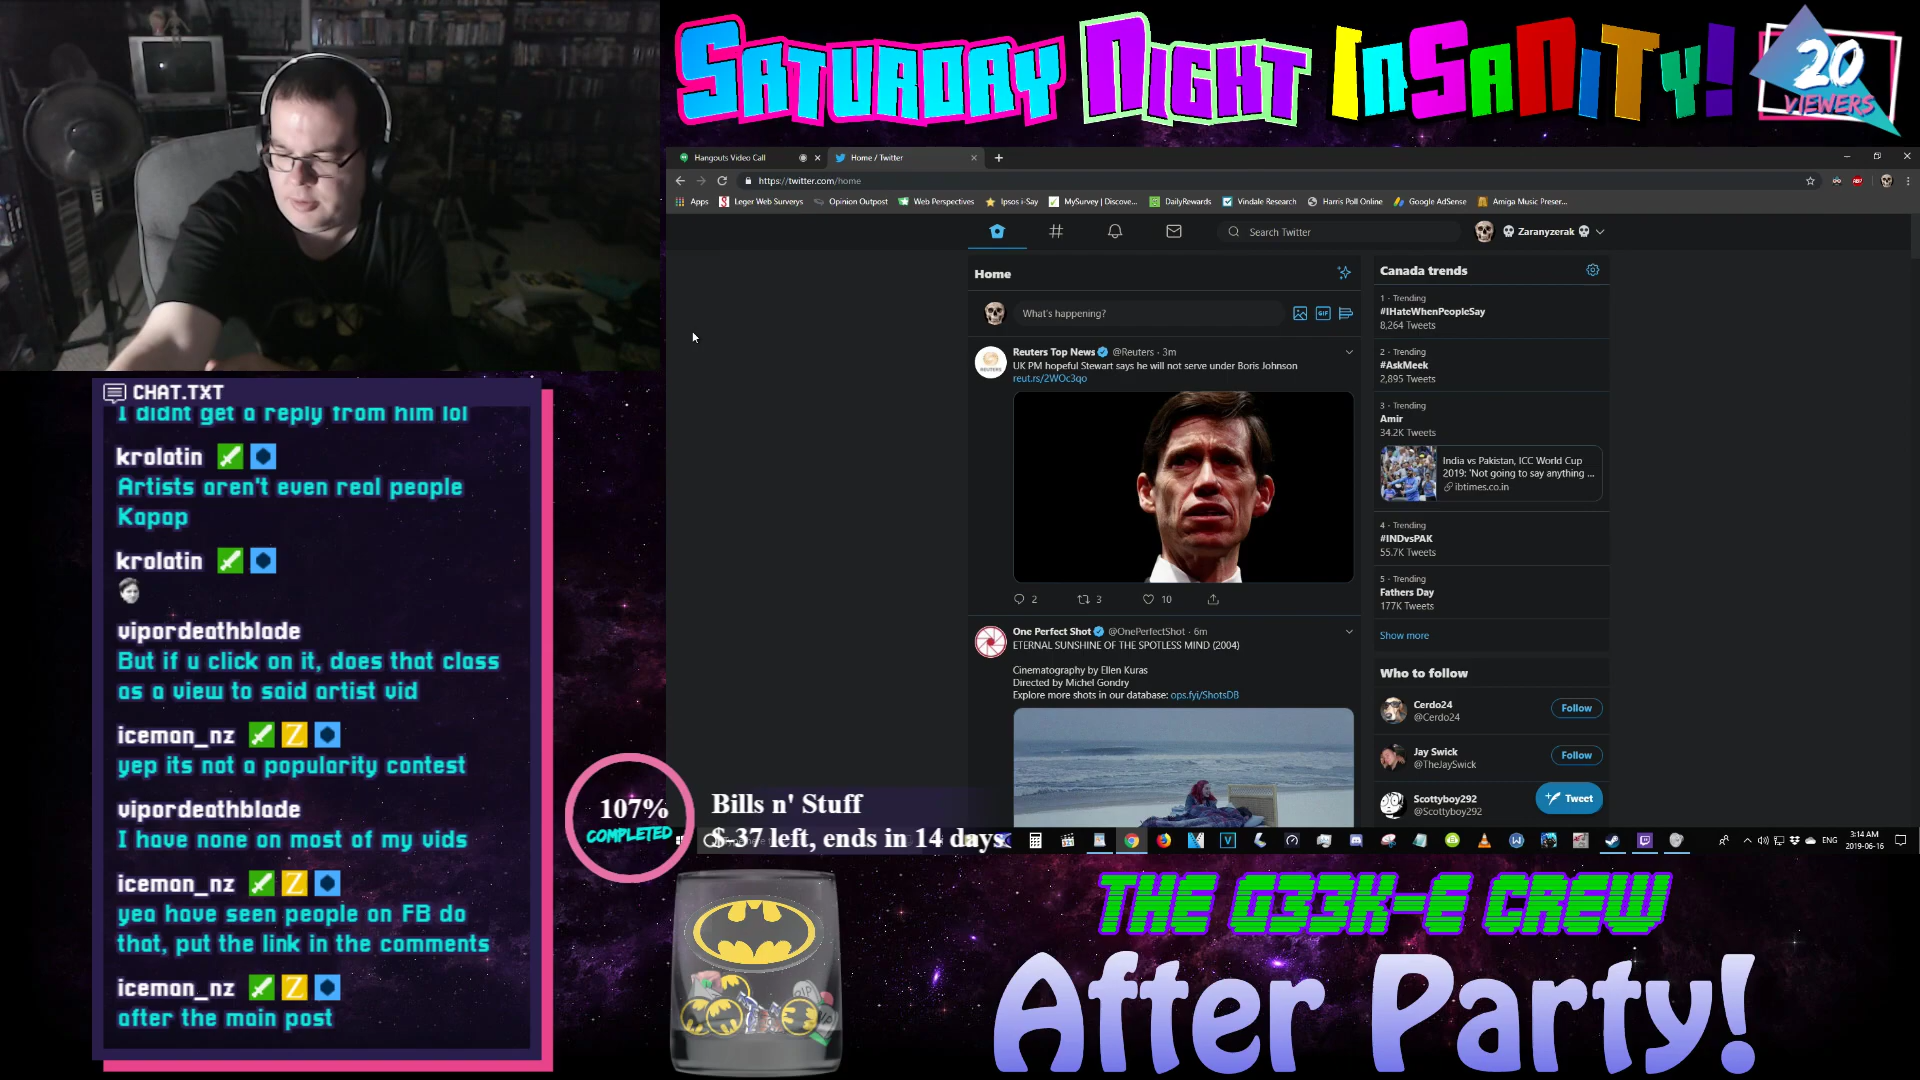 SATURDAY NIGHT INSANITY!
20
VIEWERS
CHAT.TXT
I didnt get a reply from him lol
krolatin
Artists aren't even real people
Kapap
krolatin
vipordeathblade
But if u click on it, does that class
as a view to said artist vid
iceman_nz
yep its not a popularity contest
vipordeathblade
I have none on most of my vids
iceman_nz
yea have seen people on FB do
that, put the link in the comments
iceman_nz
after the main post
Hangouts Video Call
Home / Twitter
https://twitter.com/home
Apps
Leger Web Surverys
Opinion Outpost
Web Perspectives
Ipsos i-Say
MySurvey | Discove...
DailyRewards
Vindale Research
Harris Poll Online
Google AdSense
Amiga Music Preser...
Search Twitter
Zaranyzerak
Home
What's happening?
GIF
Reuters Top News @Reuters · 3m
UK PM hopeful Stewart says he will not serve under Boris Johnson
reut.rs/2WOc3qo
2
3
10
One Perfect Shot @OnePerfectShot · 6m
ETERNAL SUNSHINE OF THE SPOTLESS MIND (2004)
Cinematography by Ellen Kuras
Directed by Michel Gondry
Explore more shots in our database: ops.fyi/ShotsDB
Canada trends
1 - Trending
#IHateWhenPeopleSay
8,264 Tweets
2 - Trending
#AskMeek
2,895 Tweets
3 - Trending
Amir
34.2K Tweets
India vs Pakistan, ICC World Cup
2019: 'Not going to say anything ...
ibtimes.co.in
4 - Trending
#INDvsPAK
55.7K Tweets
5 - Trending
Fathers Day
177K Tweets
Show more
Who to follow
Cerdo24
@Cerdo24
Follow
Jay Swick
@TheJaySwick
Follow
Scottyboy292
@Scottyboy292
Tweet
107%
COMPLETED
Bills n' Stuff
$-37 left, ends in 14 days
ENG
3:14 AM
2019-06-16
RIP
THE G33K-E CREW
After Party!